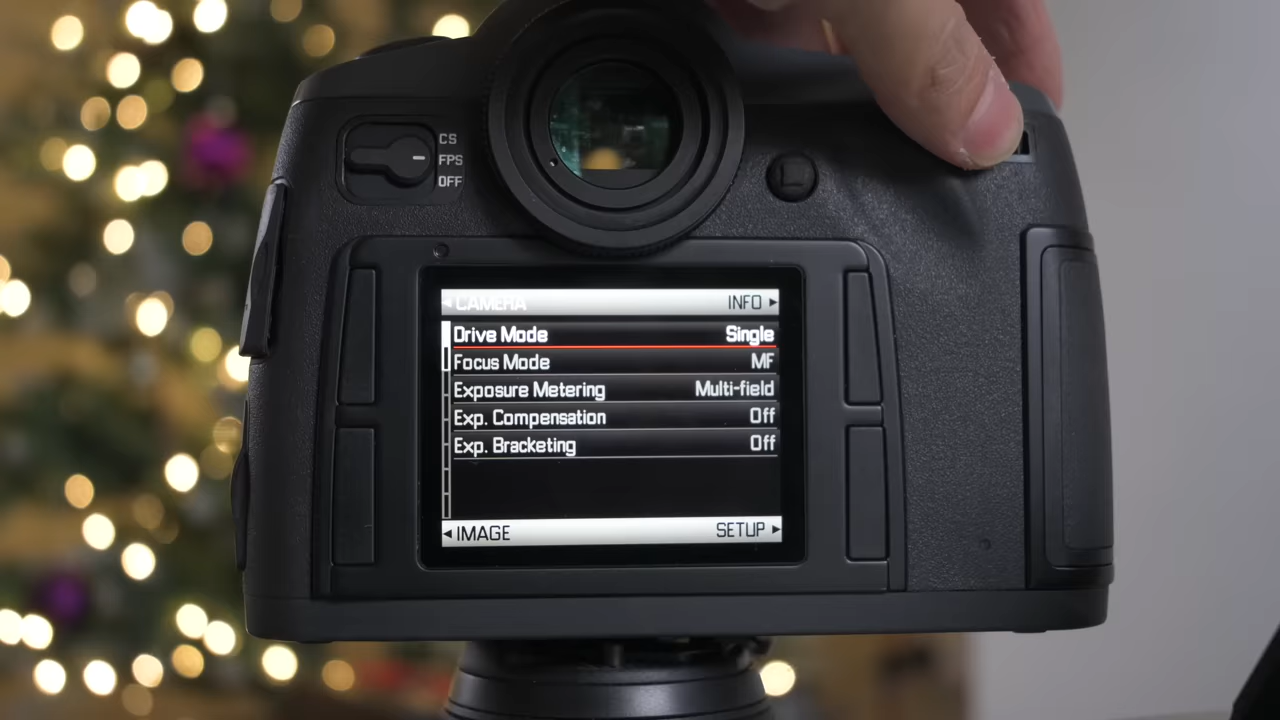 CS
FPS
OFF
◂ CAMERA INFO ▸
Drive Mode Single
Focus Mode MF
Exposure Metering Multi-field
Exp. Compensation Off
Exp. Bracketing Off
◂ IMAGE SETUP ▸